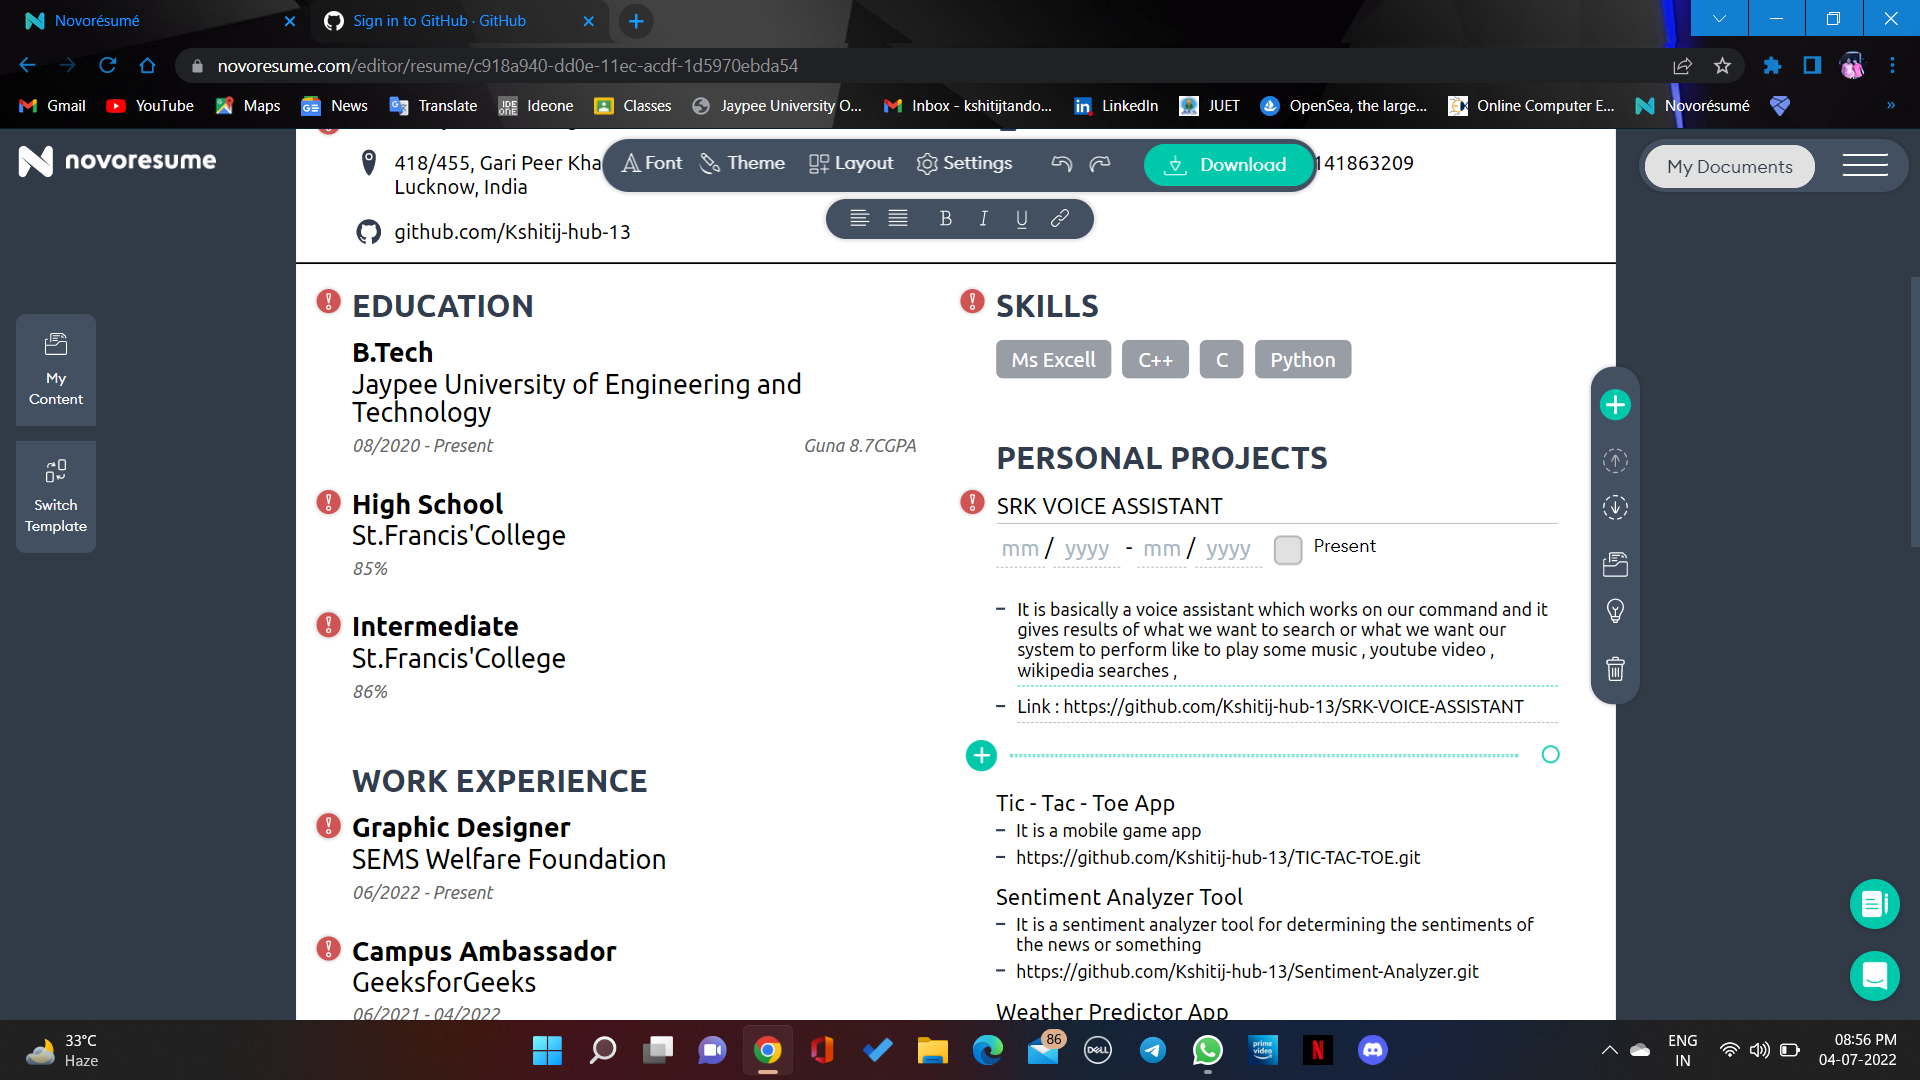 Novorésumé
Sign in to GitHub · GitHub
novoresume.com/editor/resume/c918a940-dd0e-11ec-acdf-1d5970ebda54
Gmail YouTube Maps News Translate Ideone Classes Jaypee University O... Inbox - kshitijtando... LinkedIn JUET OpenSea, the large... Online Computer E... Novorésumé
novoresume
418/455, Gari Peer Kha
Lucknow, India
Font Theme Layout Settings Download
141863209
My Documents
B I U
github.com/Kshitij-hub-13
My
Content
Switch
Template
EDUCATION
B.Tech
Jaypee University of Engineering and
Technology
08/2020 - Present Guna 8.7CGPA
High School
St.Francis'College
85%
Intermediate
St.Francis'College
86%
WORK EXPERIENCE
Graphic Designer
SEMS Welfare Foundation
06/2022 - Present
Campus Ambassador
GeeksforGeeks
06/2021 - 04/2022
SKILLS
Ms Excell C++ C Python
PERSONAL PROJECTS
SRK VOICE ASSISTANT
mm / yyyy - mm / yyyy Present
– It is basically a voice assistant which works on our command and it
gives results of what we want to search or what we want our
system to perform like to play some music , youtube video ,
wikipedia searches ,
– Link : https://github.com/Kshitij-hub-13/SRK-VOICE-ASSISTANT
Tic - Tac - Toe App
– It is a mobile game app
– https://github.com/Kshitij-hub-13/TIC-TAC-TOE.git
Sentiment Analyzer Tool
– It is a sentiment analyzer tool for determining the sentiments of
the news or something
– https://github.com/Kshitij-hub-13/Sentiment-Analyzer.git
Weather Predictor App
33°C
Haze
86
DELL
prime video
N
ENG
IN
08:56 PM
04-07-2022